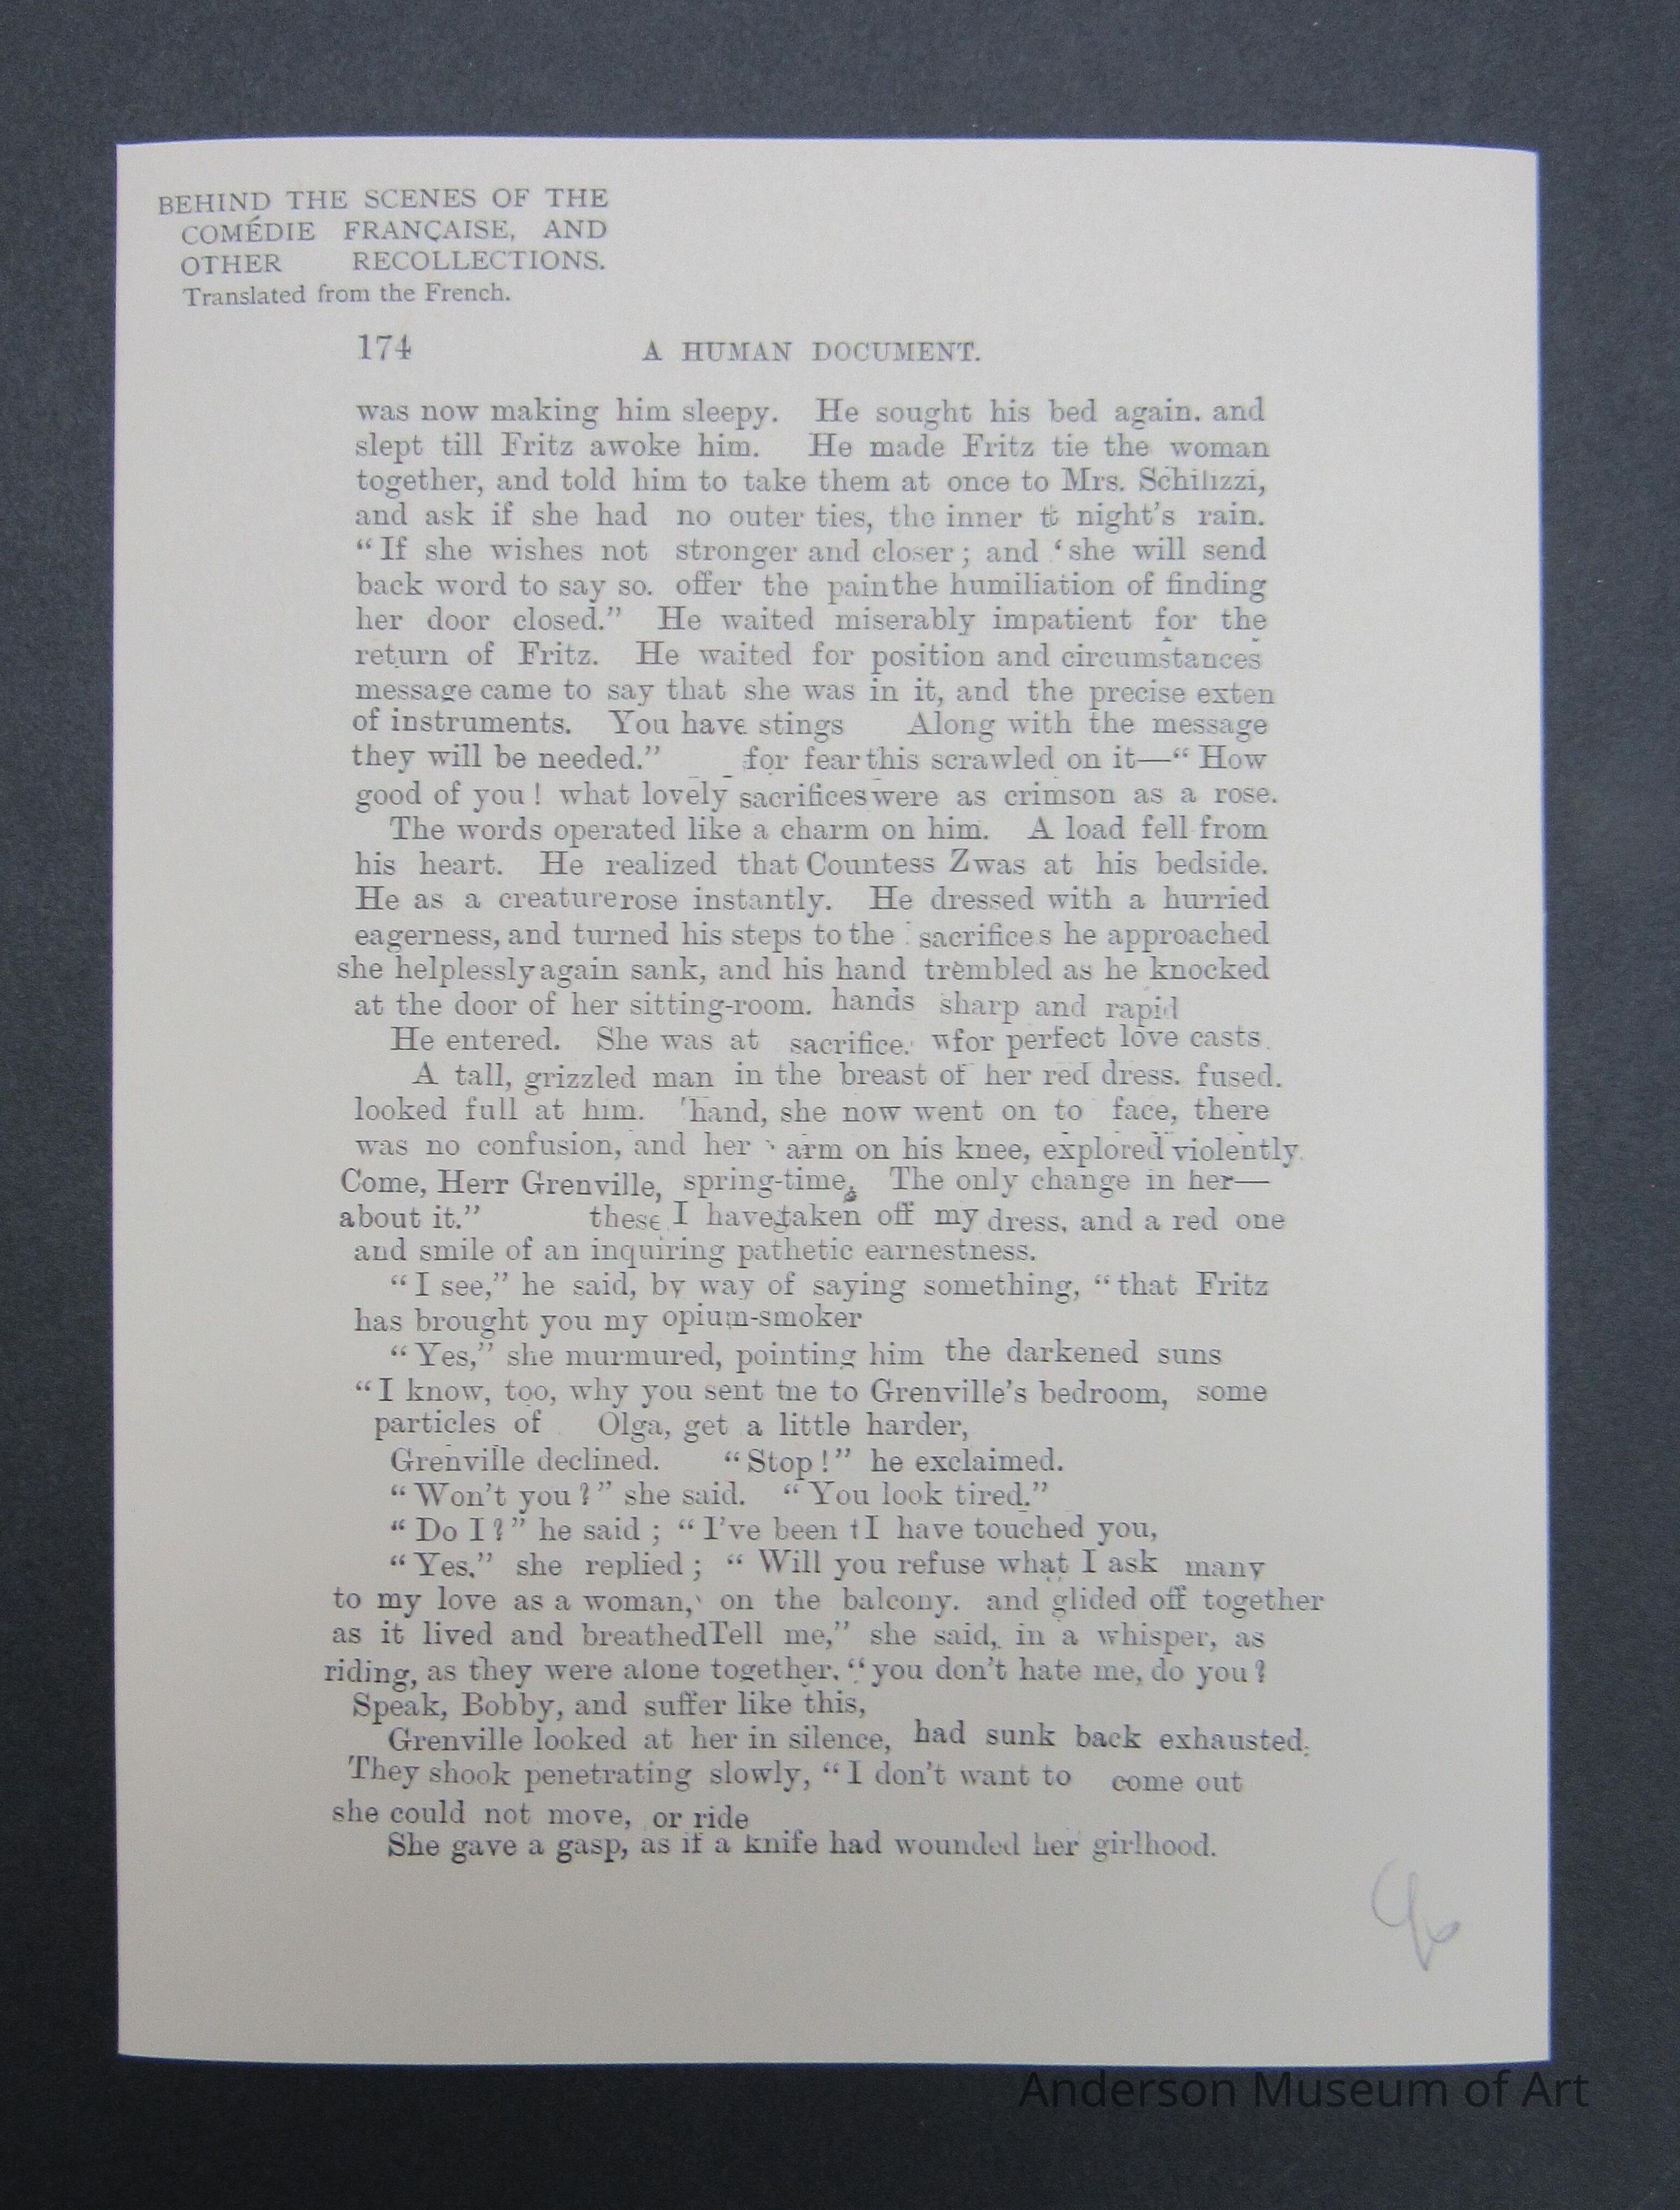 BEHIND THE SCENES OF THE
COMÉDIE FRANÇAISE, AND
OTHER RECOLLECTIONS.
Translated from the French.
174 A HUMAN DOCUMENT.
was now making him sleepy. He sought his bed again. and
slept till Fritz awoke him. He made Fritz tie the woman
together, and told him to take them at once to Mrs. Schilizzi,
and ask if she had no outer ties, the inner night's rain.
“If she wishes not stronger and closer; and ‘she will send
back word to say so. offer the painthe humiliation of finding
her door closed.” He waited miserably impatient for the
return of Fritz. He waited for position and circumstances
message came to say that she was in it, and the precise exten
of instruments. You have stings Along with the message
they will be needed.” for fear this scrawled on it—“How
good of you! what lovely sacrifices were as crimson as a rose.
The words operated like a charm on him. A load fell from
his heart. He realized that Countess Z was at his bedside.
He as a creature rose instantly. He dressed with a hurried
eagerness, and turned his steps to the sacrifices he approached
she helplessly again sank, and his hand trembled as he knocked
at the door of her sitting-room. hands sharp and rapid
He entered. She was at sacrifice. for perfect love casts
A tall, grizzled man in the breast of her red dress. fused.
looked full at him. hand, she now went on to face, there
was no confusion, and her arm on his knee, explored violently
Come, Herr Grenville, spring-time. The only change in her—
about it.” these I have taken off my dress, and a red one
and smile of an inquiring pathetic earnestness.
“I see,” he said, by way of saying something, “that Fritz
has brought you my opium-smoker
“Yes,” she murmured, pointing him the darkened suns
“I know, too, why you sent me to Grenville's bedroom, some
particles of Olga, get a little harder,
Grenville declined. “Stop!” he exclaimed.
“Won't you?” she said. “You look tired.”
“Do I?” he said; “I've been I have touched you,
“Yes,” she replied; “Will you refuse what I ask many
to my love as a woman, on the balcony. and glided off together
as it lived and breathed Tell me,” she said, in a whisper, as
riding, as they were alone together, “you don't hate me, do you?
Speak, Bobby, and suffer like this,
Grenville looked at her in silence, had sunk back exhausted.
They shook penetrating slowly, “I don't want to come out
she could not move, or ride
She gave a gasp, as if a knife had wounded her girlhood.
Anderson Museum of Art